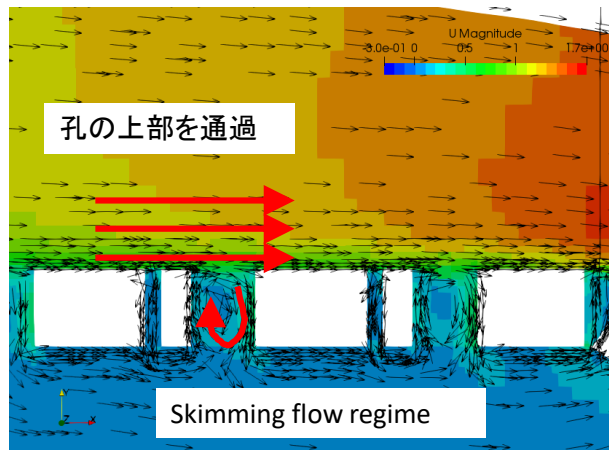 U Magnitude
-3.0e-01 0 0.5 1 1.7e+00
孔の上部を通過
Skimming flow regime
Y
Z X